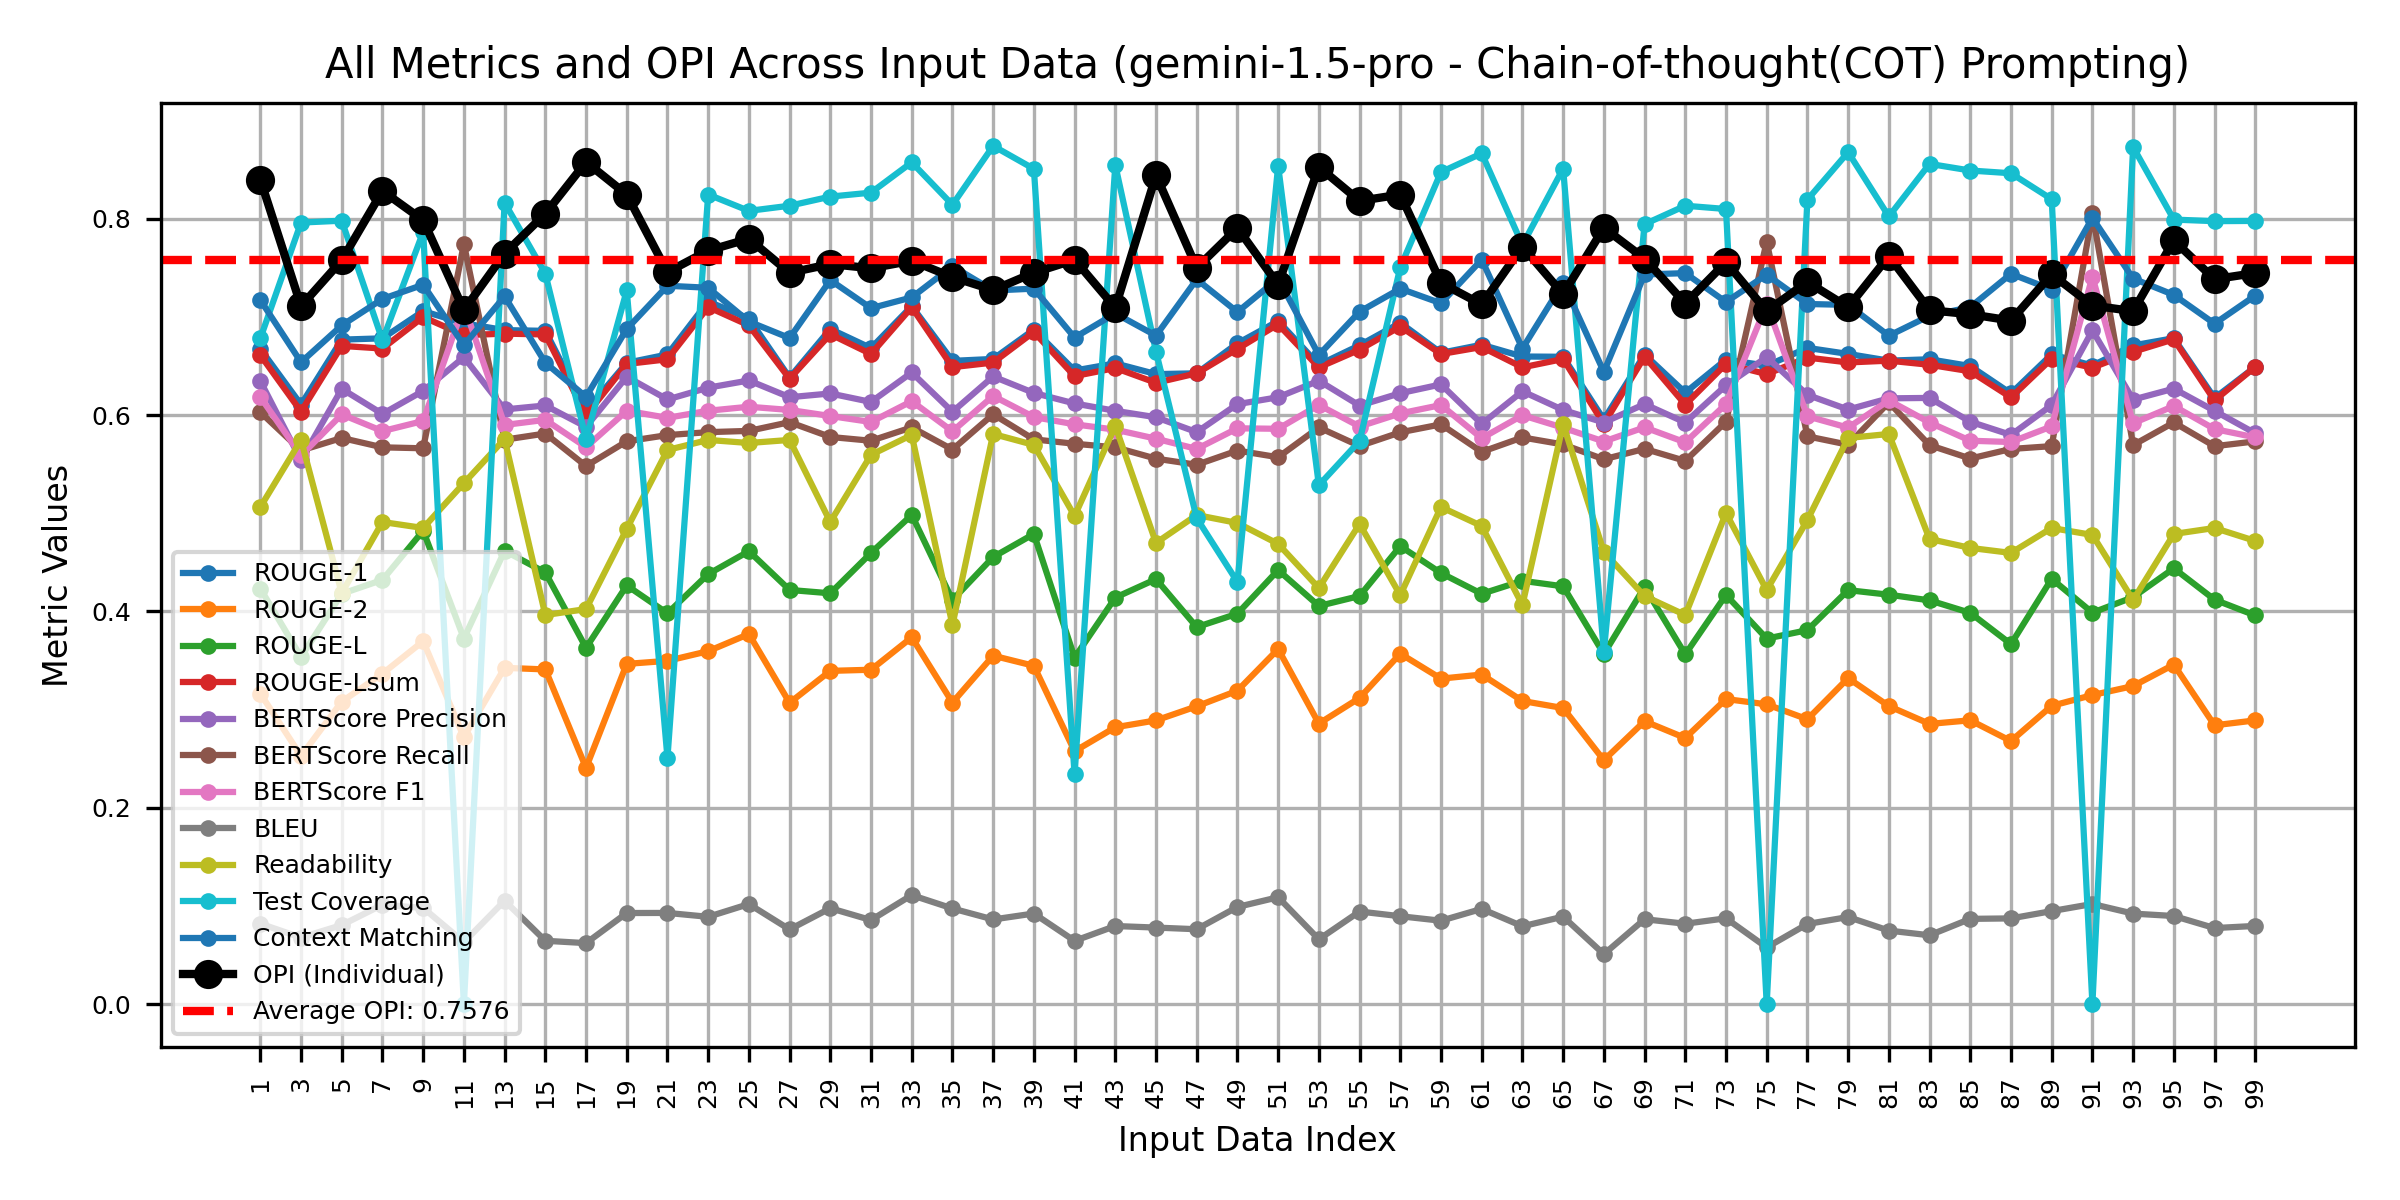 All Metrics and OPI Across Input Data (gemini-1.5-pro - Chain-of-thought(COT) Prompting)
Metric Values
0.8
0.6
0.4
0.2
0.0
ROUGE-1
ROUGE-2
ROUGE-L
ROUGE-Lsum
BERTScore Precision
BERTScore Recall
BERTScore F1
BLEU
Readability
Test Coverage
Context Matching
OPI (Individual)
Average OPI: 0.7576
1 3 5 7 9 11 13 15 17 19 21 23 25 27 29 31 33 35 37 39 41 43 45 47 49 51 53 55 57 59 61 63 65 67 69 71 73 75 77 79 81 83 85 87 89 91 93 95 97 99
Input Data Index